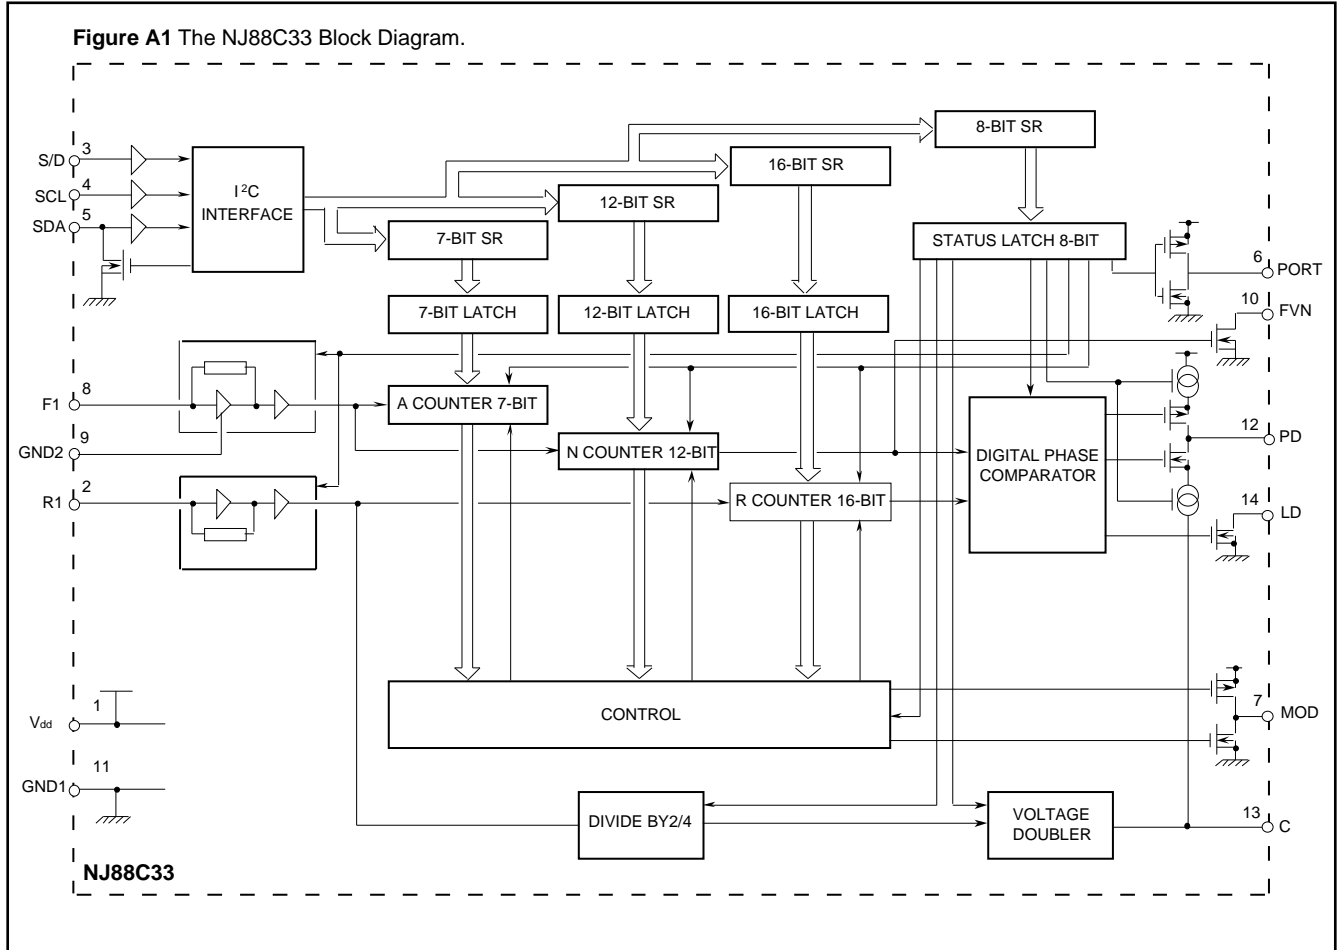 Figure A1 The NJ88C33 Block Diagram.
8-BIT SR
3
S/D
16-BIT SR
4
SCL
I²C
INTERFACE
12-BIT SR
5
SDA
7-BIT SR
STATUS LATCH 8-BIT
6
PORT
7-BIT LATCH
12-BIT LATCH
16-BIT LATCH
10
FVN
8
F1
A COUNTER 7-BIT
9
GND2
N COUNTER 12-BIT
DIGITAL PHASE
COMPARATOR
12
PD
2
R1
R COUNTER 16-BIT
14
LD
CONTROL
1
Vdd
7
MOD
11
GND1
DIVIDE BY2/4
VOLTAGE
DOUBLER
13
C
NJ88C33